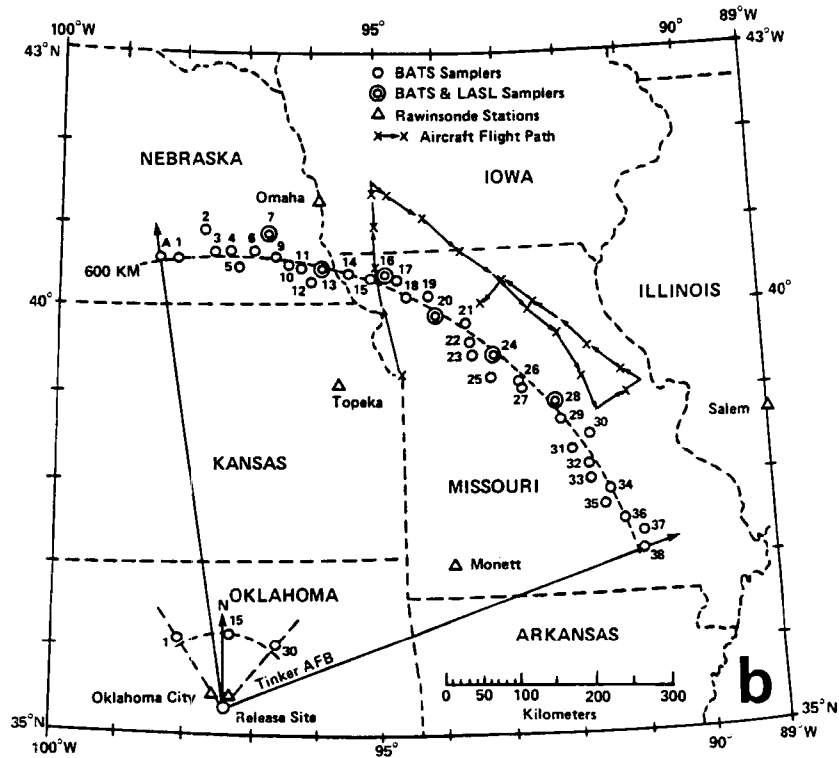 100°W
95°
90°
89°W
43°N
43°W
BATS Samplers
BATS & LASL Samplers
Rawinsonde Stations
Aircraft Flight Path
NEBRASKA
IOWA
Omaha
2
7
A
1
3
4
6
9
5
10
11
12
13
14
15
16
17
18
19
20
600 KM
40°
40°
ILLINOIS
21
22
23
24
25
26
27
28
29
30
31
32
33
34
35
36
37
38
Topeka
Salem
KANSAS
MISSOURI
Monett
OKLAHOMA
N
1
15
30
ARKANSAS
Tinker AFB
Oklahoma City
Release Site
0 50 100 200 300
Kilometers
b
35°N
35°N
100°W
95°
90°
89°W